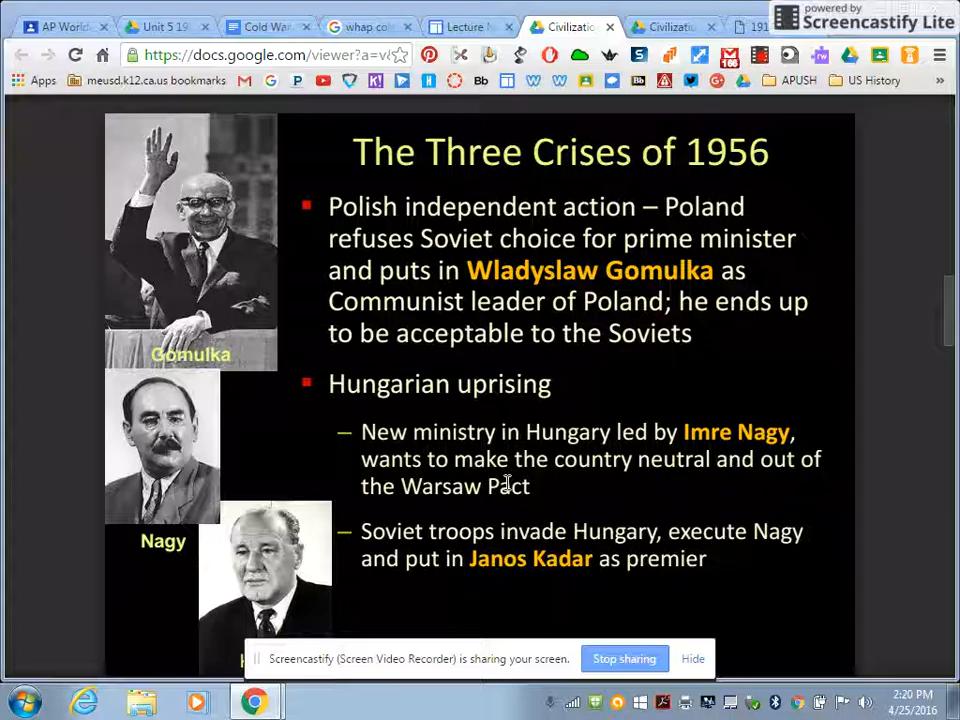 powered by
Screencastify Lite
AP World
Unit 5 19
Cold War
whap col
Lecture N
Civilizatio
Civilizatio
191
https://docs.google.com/viewer?a=v
166
Apps
meusd.k12.ca.us bookmarks
Bb
APUSH
US History
»
The Three Crises of 1956
Polish independent action – Poland
refuses Soviet choice for prime minister
and puts in Wladyslaw Gomulka as
Communist leader of Poland; he ends up
to be acceptable to the Soviets
Gomulka
Hungarian uprising
– New ministry in Hungary led by Imre Nagy,
wants to make the country neutral and out of
the Warsaw Pact
Nagy
– Soviet troops invade Hungary, execute Nagy
and put in Janos Kadar as premier
Screencastify (Screen Video Recorder) is sharing your screen.
Stop sharing
Hide
2:20 PM
4/25/2016